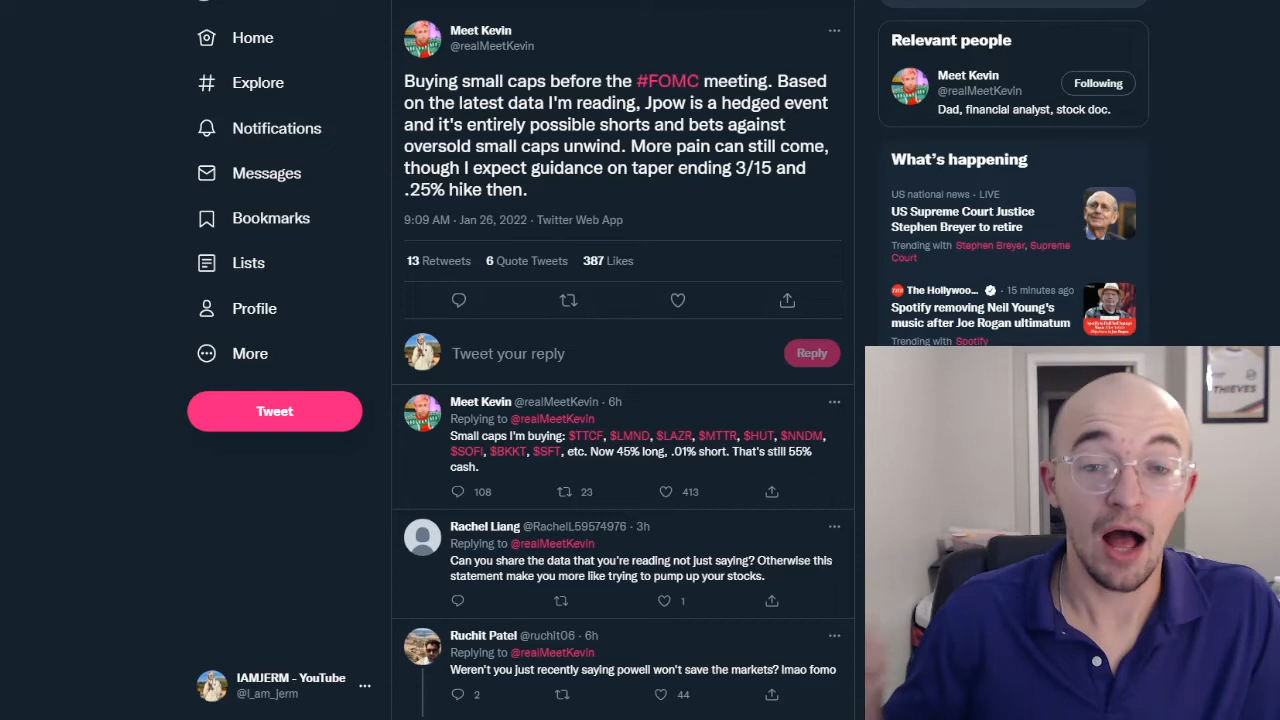 Home
Explore
Notifications
Messages
Bookmarks
Lists
Profile
More
Tweet
IAMJERM - YouTube
@I_am_jerm
Meet Kevin
@realMeetKevin
Buying small caps before the #FOMC meeting. Based
on the latest data I'm reading, Jpow is a hedged event
and it's entirely possible shorts and bets against
oversold small caps unwind. More pain can still come,
though I expect guidance on taper ending 3/15 and
.25% hike then.
9:09 AM · Jan 26, 2022 · Twitter Web App
13 Retweets 6 Quote Tweets 387 Likes
Tweet your reply
Reply
Meet Kevin @realMeetKevin · 6h
Replying to @realMeetKevin
Small caps I'm buying: $TTCF, $LMND, $LAZR, $MTTR, $HUT, $NNDM,
$SOFI, $BKKT, $SFT, etc. Now 45% long, .01% short. That's still 55%
cash.
108 23 413
Rachel Liang @RachelL59574976 · 3h
Replying to @realMeetKevin
Can you share the data that you're reading not just saying? Otherwise this
statement make you more like trying to pump up your stocks.
1
Ruchit Patel @ruchit06 · 6h
Replying to @realMeetKevin
Weren't you just recently saying powell won't save the markets? lmao fomo
2 44
Relevant people
Meet Kevin
@realMeetKevin
Following
Dad, financial analyst, stock doc.
What's happening
US national news · LIVE
US Supreme Court Justice
Stephen Breyer to retire
Trending with Stephen Breyer, Supreme
Court
The Hollywoo... · 15 minutes ago
Spotify removing Neil Young's
music after Joe Rogan ultimatum
Trending with Spotify
THIEVES